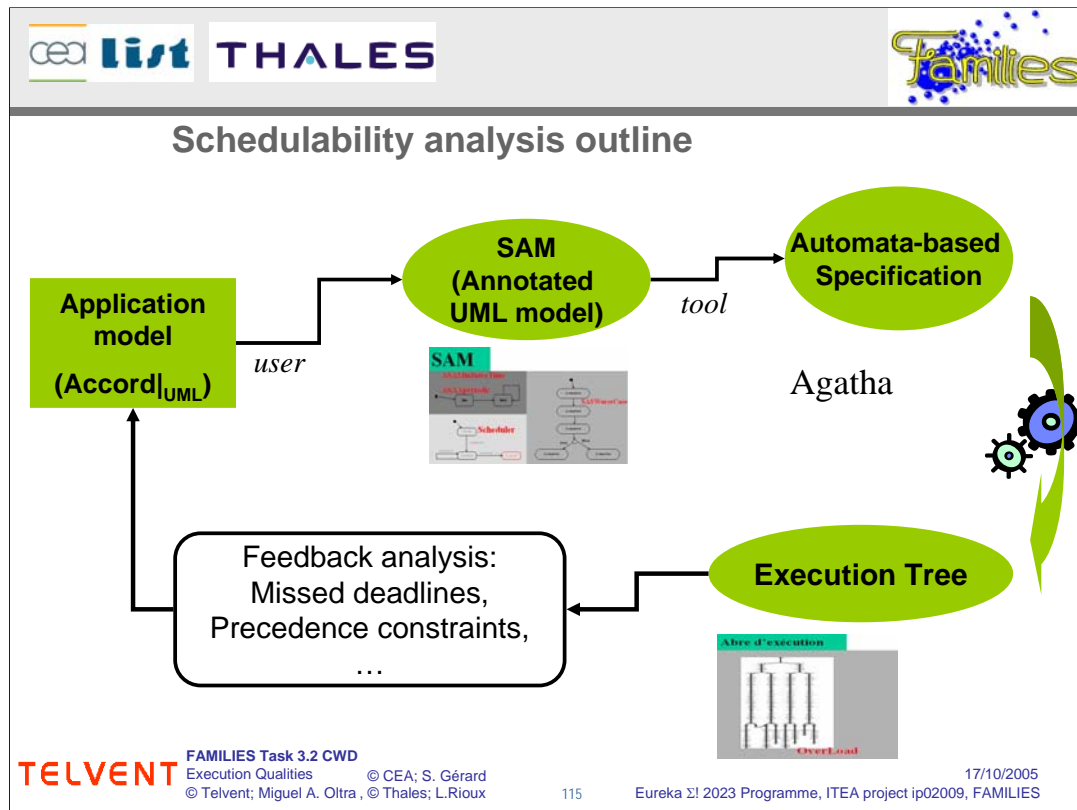 cea list THALES
Families
Schedulability analysis outline
Application
model
(Accord|UML)
user
SAM
(Annotated
UML model)
tool
Automata-based
Specification
SAM
Scheduler
Agatha
Execution Tree
Abre d'exécution
OverLoad
Feedback analysis:
Missed deadlines,
Precedence constraints,
…
TELVENT
FAMILIES Task 3.2 CWD
Execution Qualities © CEA; S. Gérard
© Telvent; Miguel A. Oltra , © Thales; L.Rioux
115
17/10/2005
Eureka Σ! 2023 Programme, ITEA project ip02009, FAMILIES